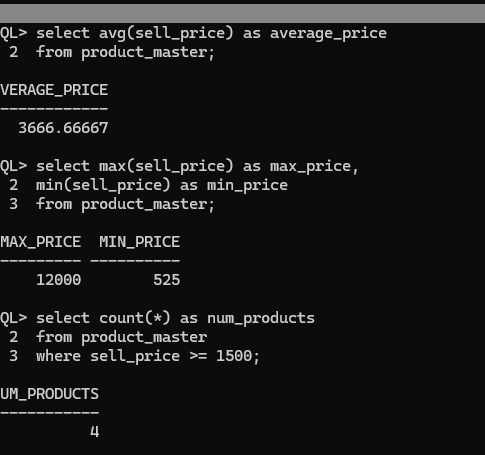 QL> select avg(sell_price) as average_price
2 from product_master;
VERAGE_PRICE
------------
3666.66667
QL> select max(sell_price) as max_price,
2 min(sell_price) as min_price
3 from product_master;
MAX_PRICE MIN_PRICE
--------- ----------
12000 525
QL> select count(*) as num_products
2 from product_master
3 where sell_price >= 1500;
UM_PRODUCTS
-----------
4